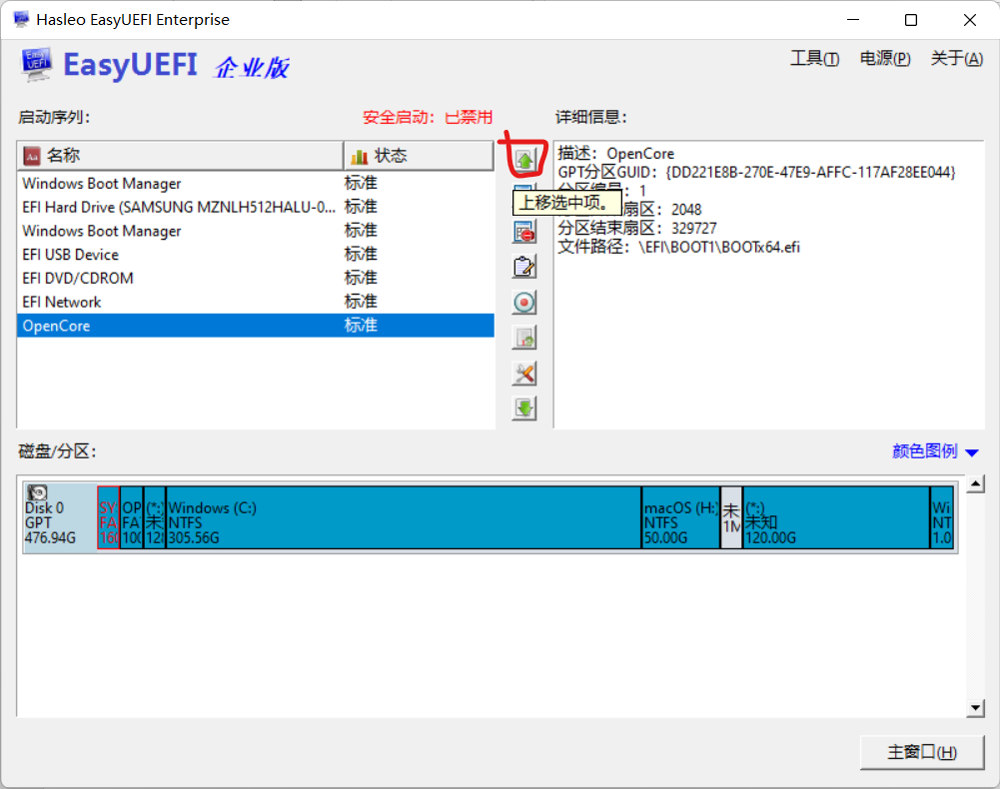 Hasleo EasyUEFI Enterprise
EasyUEFI 企业版
工具(T) 电源(P) 关于(A)
启动序列: 安全启动: 已禁用 详细信息:
名称 状态
Windows Boot Manager 标准
EFI Hard Drive (SAMSUNG MZNLH512HALU-0... 标准
Windows Boot Manager 标准
EFI USB Device 标准
EFI DVD/CDROM 标准
EFI Network 标准
OpenCore 标准
上移选中项。
描述: OpenCore
GPT分区GUID: {DD221E8B-270E-47E9-AFFC-117AF28EE044}
分区编号: 1
扇区: 2048
分区结束扇区: 329727
文件路径: \EFI\BOOT1\BOOTx64.efi
磁盘/分区: 颜色图例
Disk 0
GPT
476.94G
SY
FA
160
OP
FA
100
(*:)
未
128
Windows (C:)
NTFS
305.56G
macOS (H:
NTFS
50.00G
未
1M
(*:)
未知
120.00G
Wi
NT
1.0
主窗口(H)